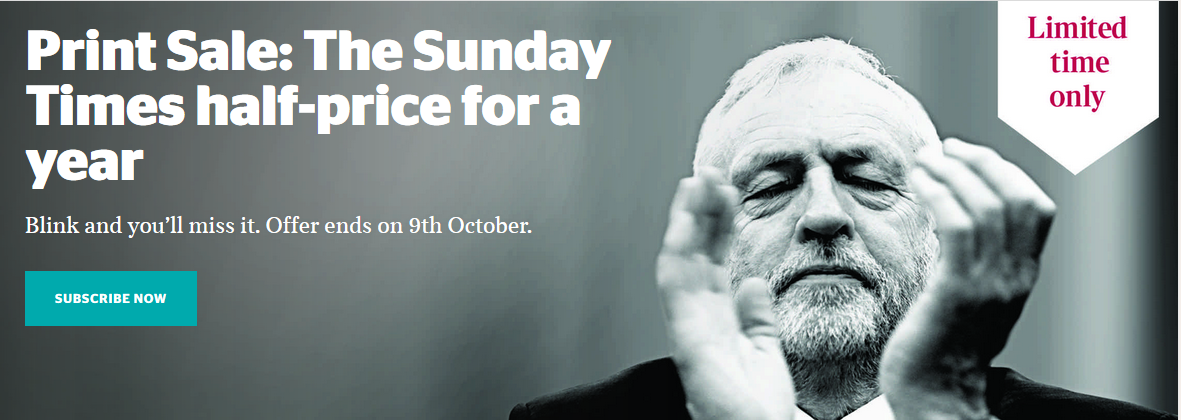 Print Sale: The Sunday
Times half-price for a
year
Blink and you’ll miss it. Offer ends on 9th October.
SUBSCRIBE NOW
Limited
time
only